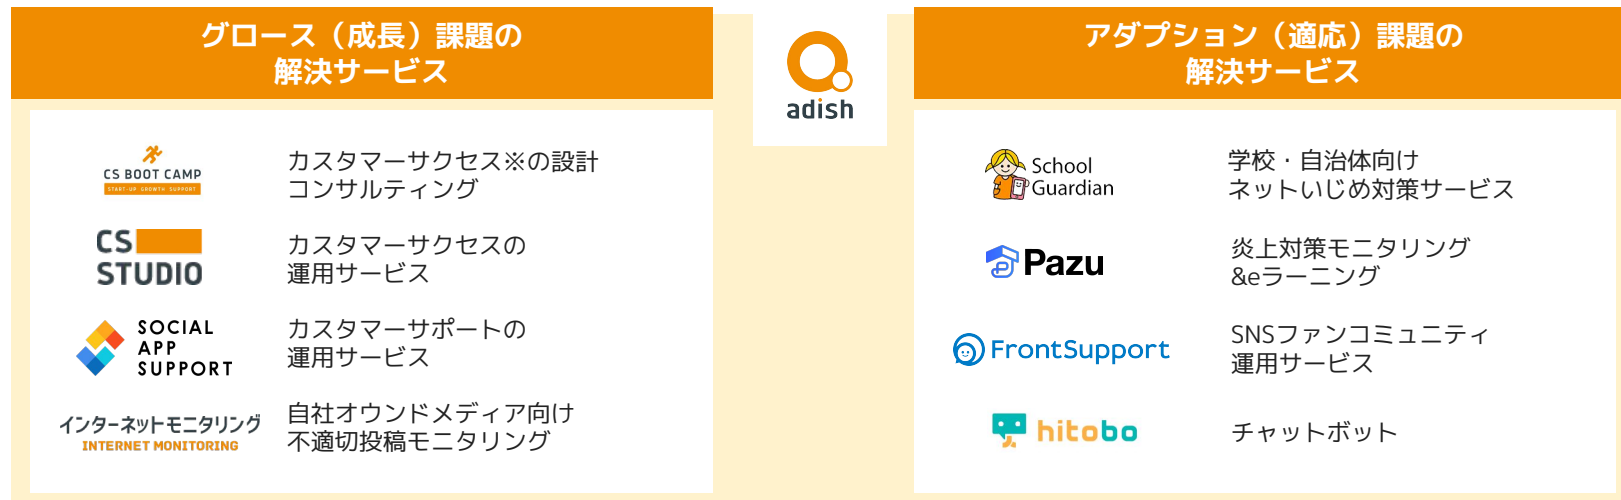 グロース（成長）課題の
解決サービス
CS BOOT CAMP
START-UP GROWTH SUPPORT
カスタマーサクセス※の設計
コンサルティング
CS
STUDIO
カスタマーサクセスの
運用サービス
SOCIAL
APP
SUPPORT
カスタマーサポートの
運用サービス
インターネットモニタリング
INTERNET MONITORING
自社オウンドメディア向け
不適切投稿モニタリング
adish
アダプション（適応）課題の
解決サービス
School
Guardian
学校・自治体向け
ネットいじめ対策サービス
Pazu
炎上対策モニタリング
&eラーニング
FrontSupport
SNSファンコミュニティ
運用サービス
hitobo
チャットボット